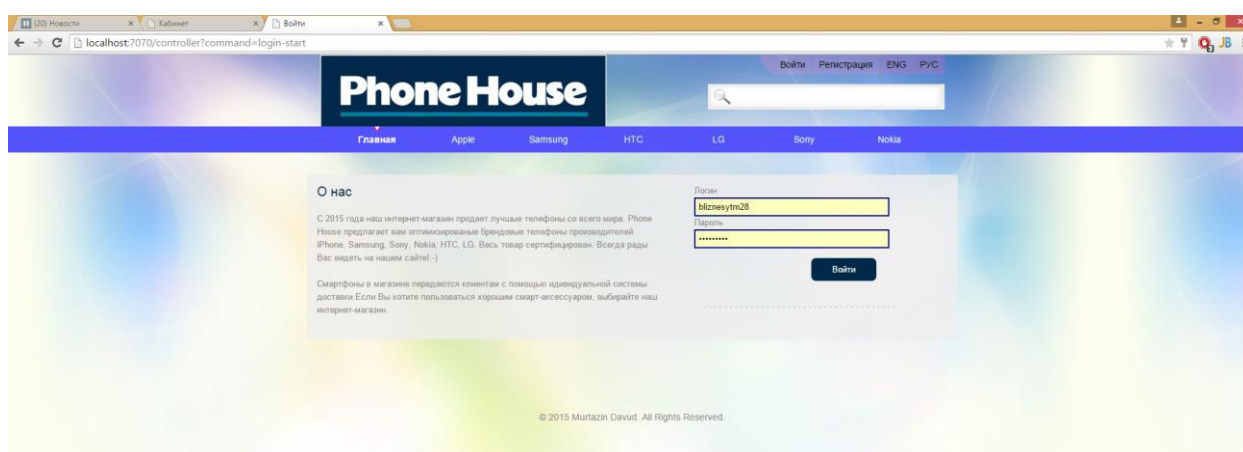 (20) Новости
Кабинет
Войти
localhost:7070/controller?command=login-start
JB
Войти Регистрация ENG РУС
Phone House
Главная Apple Samsung HTC LG Sony Nokia
О нас
С 2015 года наш интернет-магазин продает лучшые телефоны со всего мира. Phone
House предлагает вам оптимизированые брендовые телефоны производителей
iPhone, Samsung, Sony, Nokia, HTC, LG. Весь товар сертифицирован. Всегда рады
Вас видеть на нашем сайте!:-)
Смартфоны в магазине передаются клиентам с помощью идивидуальной системы
доставки.Если Вы хотите пользоваться хорошим смарт-аксессуаром, выбирайте наш
интернет-магазин.
Логин
bliznesytm28
Пароль
•••••••••
Войти
© 2015 Murtazin Davud. All Rights Reserved.